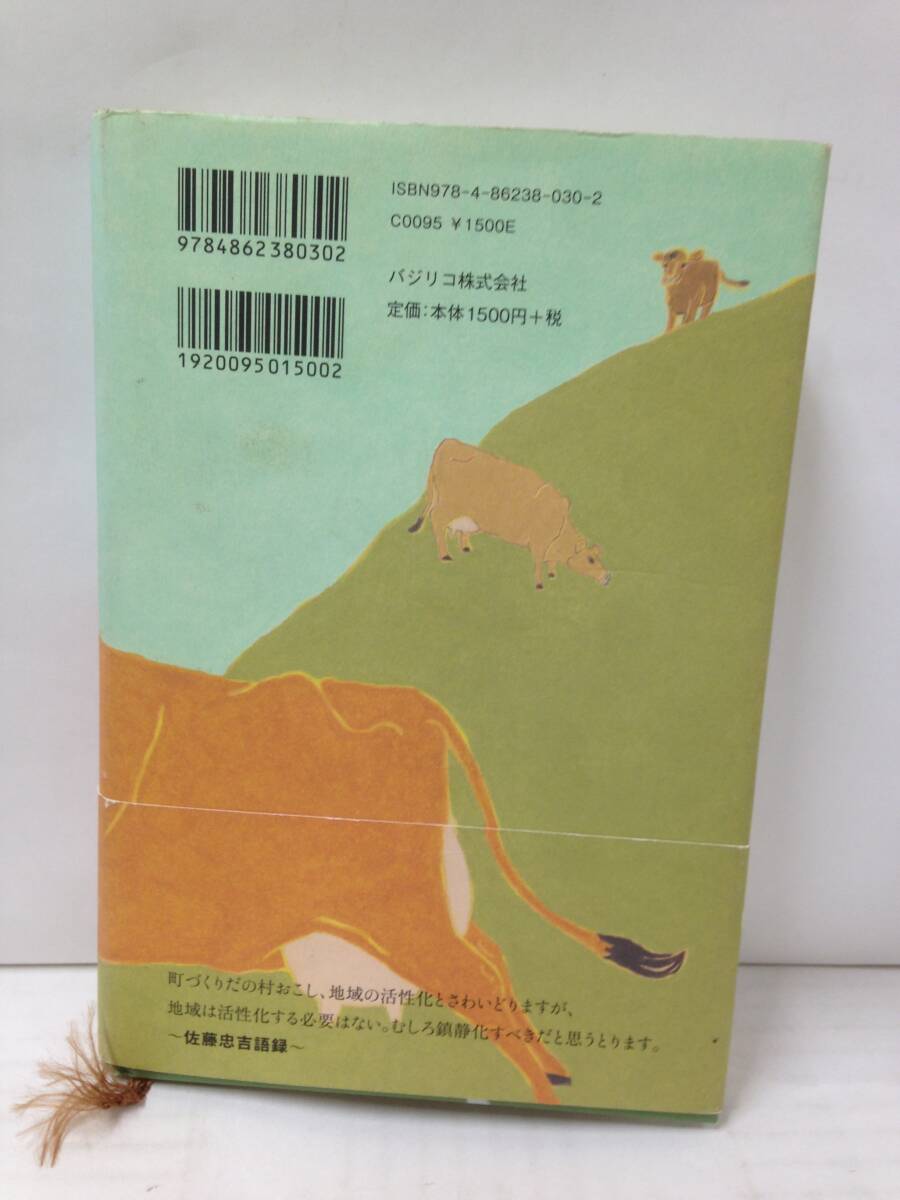 ISBN978-4-86238-030-2
C0095 ¥1500E
9784862380302
バジリコ株式会社
定価:本体1500円+税
1920095015002
町づくりだの村おこし、地域の活性化とさわいどりますが、
地域は活性化する必要はない。むしろ鎮静化すべきだと思うとります。
～佐藤忠吉語録～